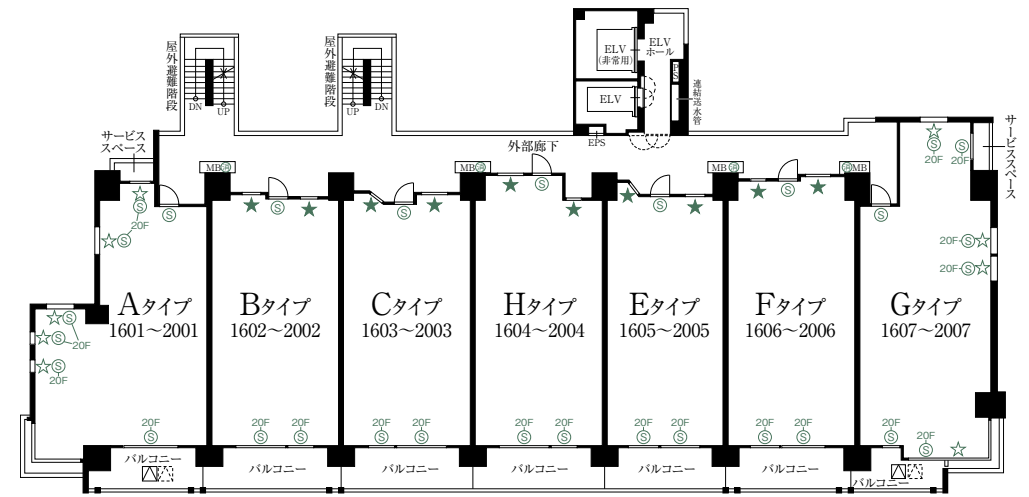 屋外避難階段
DN
UP
屋外避難階段
UP
DN
ELV
(非常用)
ELV
ホール
PS
ELV
連結送水管
EPS
外部廊下
サービス
スペース
サービススペース
MB 消
MB 消
MB 消
消 MB
S
20F
S
20F
S
S
S
S
S
S
S
S
20F
S
20F
S
20F
S
20F
S
S
20F
S
20F
Aタイプ
1601〜2001
Bタイプ
1602〜2002
Cタイプ
1603〜2003
Hタイプ
1604〜2004
Eタイプ
1605〜2005
Fタイプ
1606〜2006
Gタイプ
1607〜2007
20F
S
20F 20F
S S
20F 20F
S S
20F 20F
S S
20F 20F
S S
20F 20F
S S
20F
S
20F
S
バルコニー
バルコニー
バルコニー
バルコニー
バルコニー
バルコニー
バルコニー